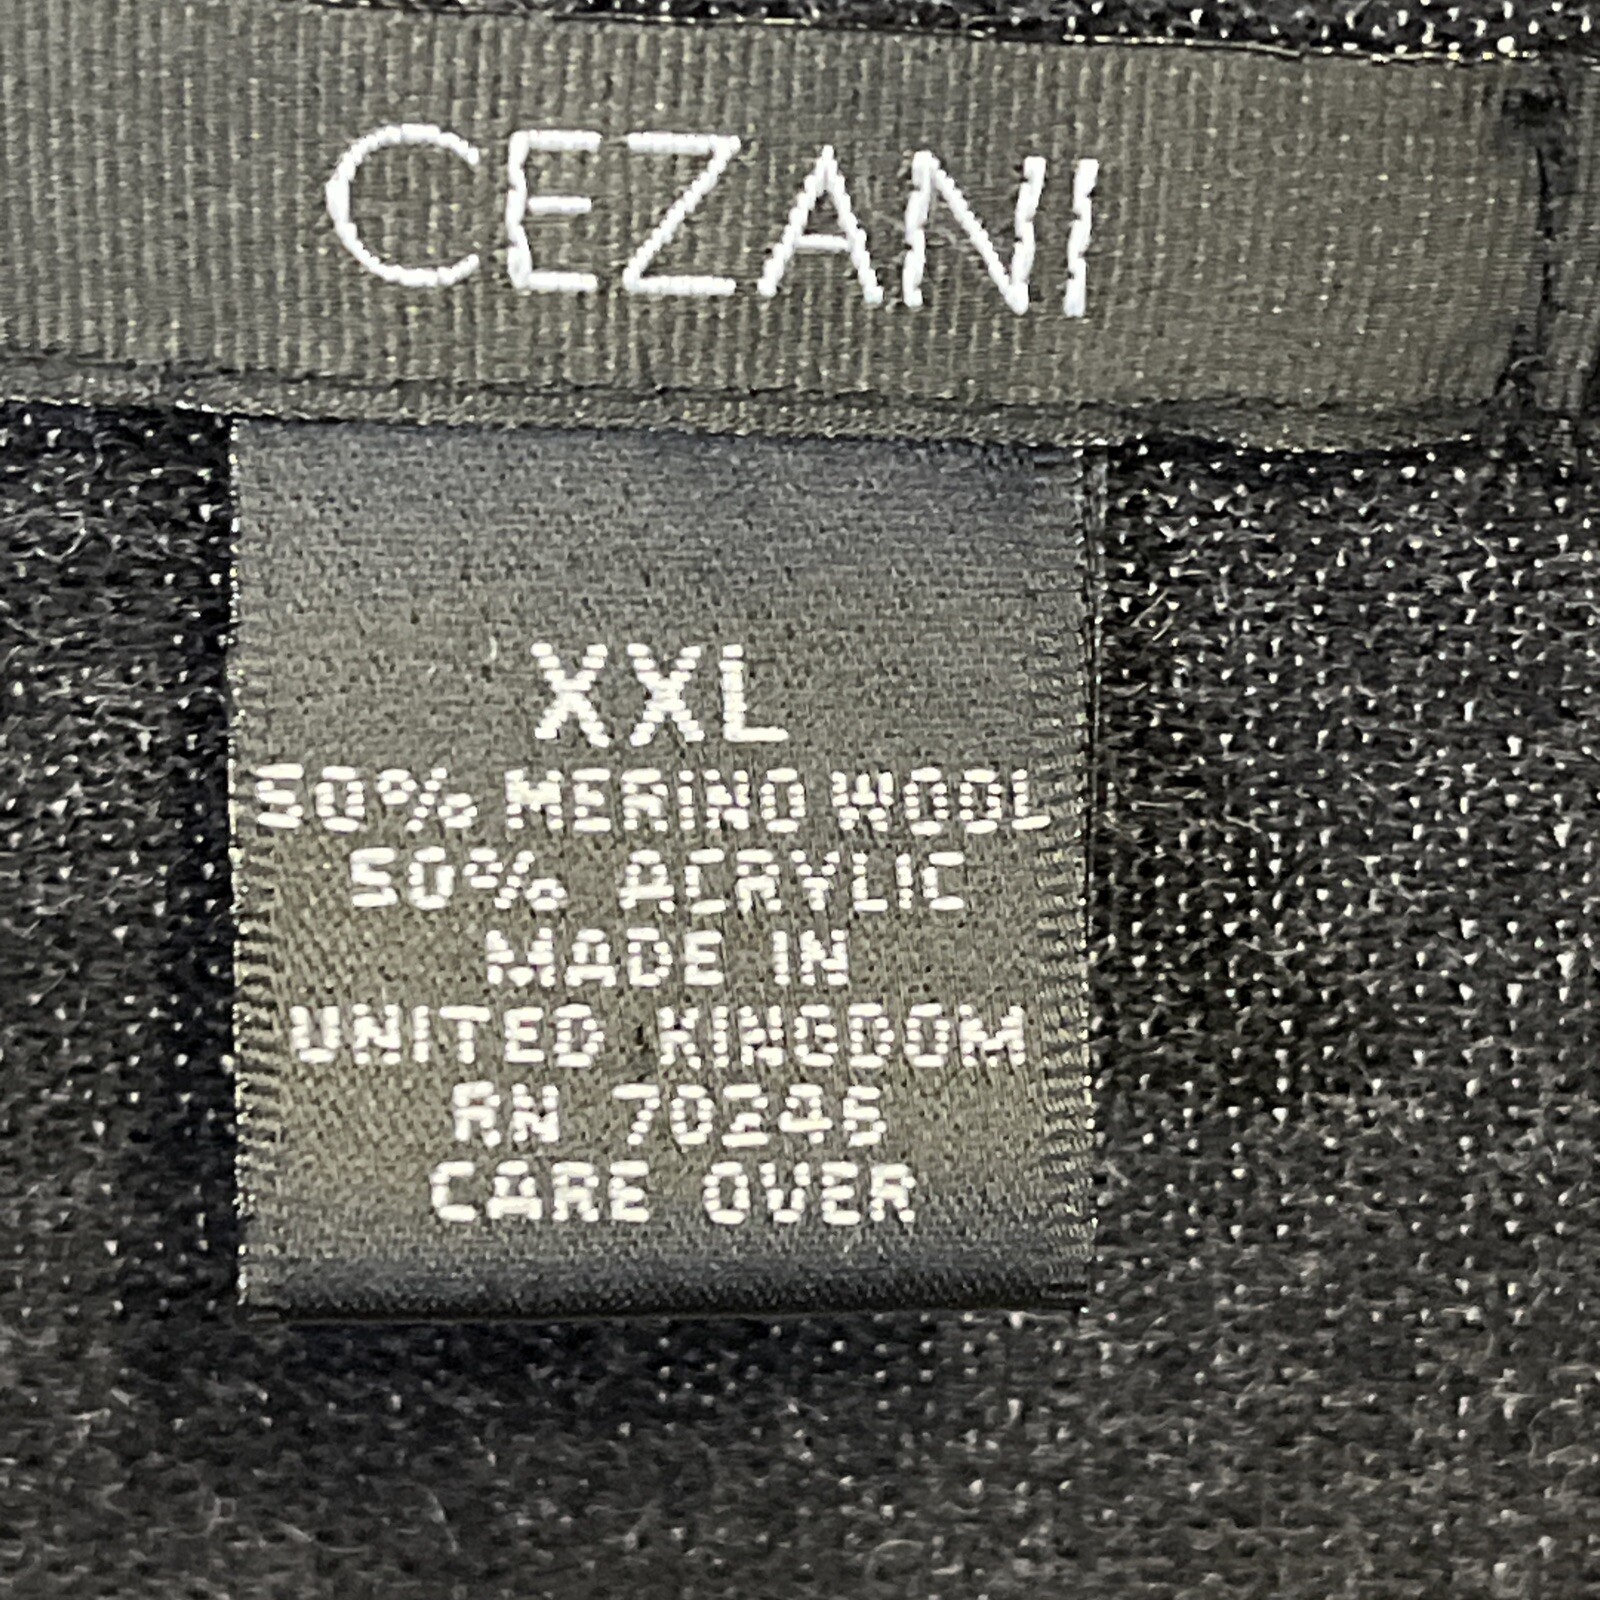 CEZANI
XXL
50% MERINO WOOL
50% ACRYLIC
MADE IN
UNITED KINGDOM
RN 70245
CARE OVER